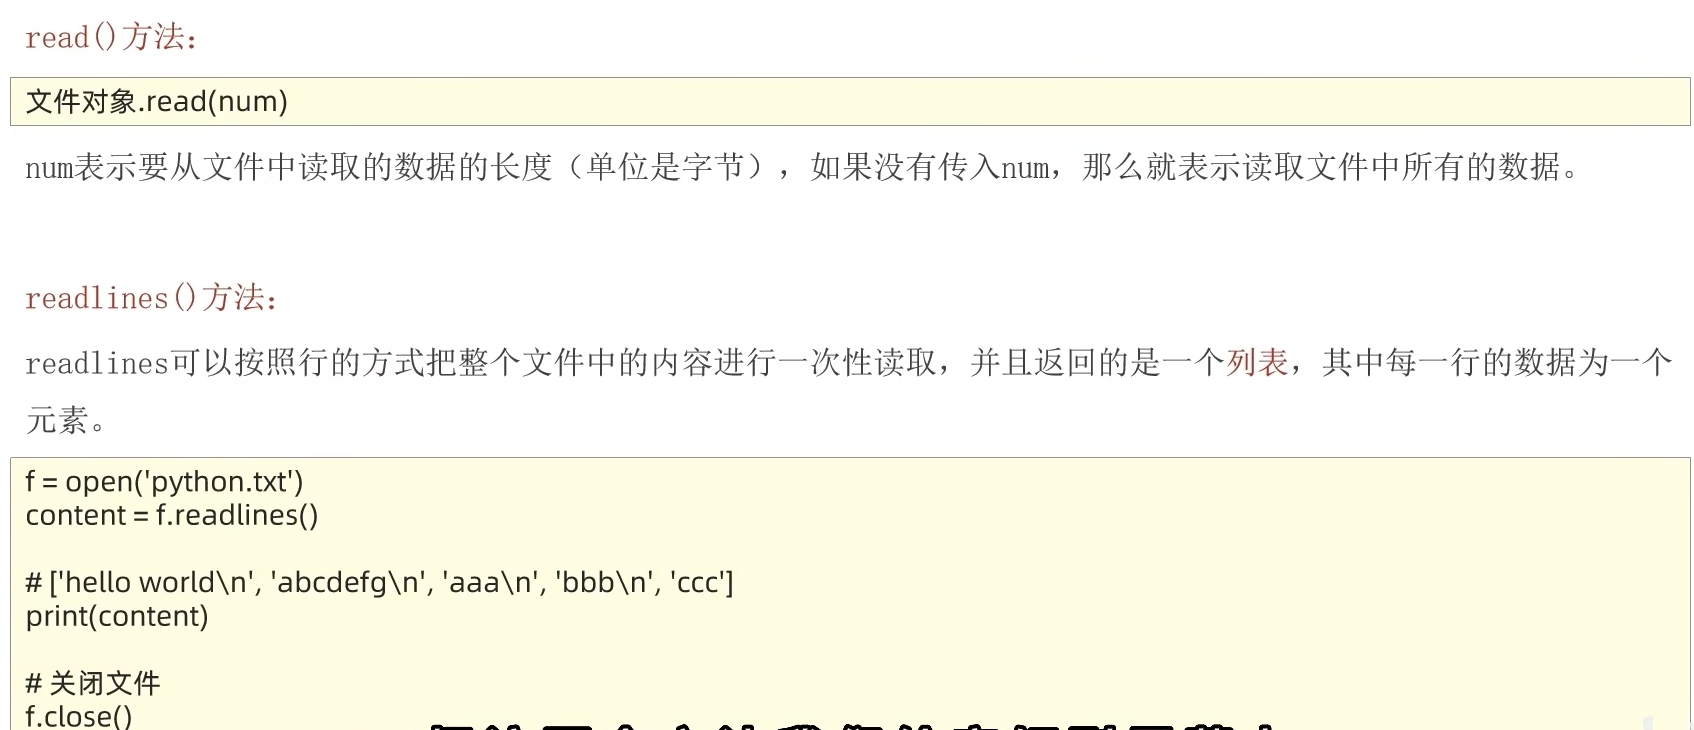 read()方法：
文件对象.read(num)
num表示要从文件中读取的数据的长度（单位是字节），如果没有传入num，那么就表示读取文件中所有的数据。
readlines()方法：
readlines可以按照行的方式把整个文件中的内容进行一次性读取，并且返回的是一个列表，其中每一行的数据为一个
元素。
f = open('python.txt')
content = f.readlines()
# ['hello world\n', 'abcdefg\n', 'aaa\n', 'bbb\n', 'ccc']
print(content)
# 关闭文件
f.close()